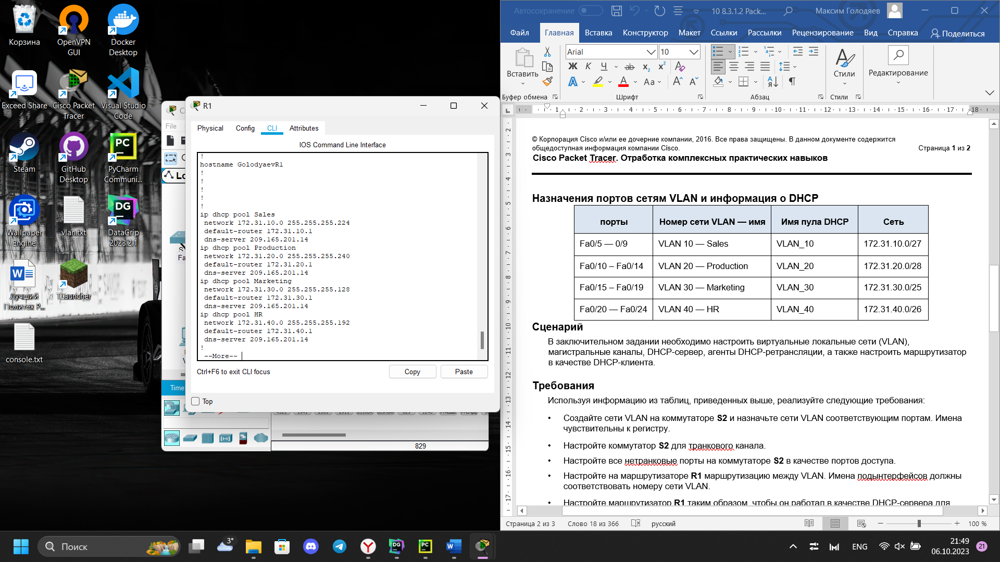 Корзина
OpenVPN GUI
Docker Desktop
Exceed Share
Cisco Packet Tracer
Visual Studio Code
Steam
GitHub Desktop
PyCharm Communi...
Wallpaper Engine
vlan.txt
DataGrip 2023.2.1
Лучший Политех Р...
TLauncher
console.txt
File
Time
829
R1
Physical
Config
CLI
Attributes
IOS Command Line Interface
!
hostname GolodyaevR1
!
!
!
!
!
ip dhcp pool Sales
network 172.31.10.0 255.255.255.224
default-router 172.31.10.1
dns-server 209.165.201.14
ip dhcp pool Production
network 172.31.20.0 255.255.255.240
default-router 172.31.20.1
dns-server 209.165.201.14
ip dhcp pool Marketing
network 172.31.30.0 255.255.255.128
default-router 172.31.30.1
dns-server 209.165.201.14
ip dhcp pool HR
network 172.31.40.0 255.255.255.192
default-router 172.31.40.1
dns-server 209.165.201.14
!
--More--
Ctrl+F6 to exit CLI focus
Copy
Paste
Top
Автосохранение
10 8.3.1.2 Pack...
Максим Голодяев
Файл
Главная
Вставка
Конструктор
Макет
Ссылки
Рассылки
Рецензирование
Вид
Справка
Поделиться
Вставить
Arial
10
Ж К Ч
Стили
Редактирование
Буфер обмена
Шрифт
Абзац
Стили
1 2 3 4 5 6 7 8 9 10 11 12 13 14 15 16 17 18
© Корпорация Cisco и/или ее дочерние компании, 2016. Все права защищены. В данном документе содержится
общедоступная информация компании Cisco.
Страница 1 из 2
Cisco Packet Tracer. Отработка комплексных практических навыков
Назначения портов сетям VLAN и информация о DHCP
порты Номер сети VLAN — имя Имя пула DHCP Сеть
Fa0/5 — 0/9 VLAN 10 — Sales VLAN_10 172.31.10.0/27
Fa0/10 – Fa0/14 VLAN 20 — Production VLAN_20 172.31.20.0/28
Fa0/15 – Fa0/19 VLAN 30 — Marketing VLAN_30 172.31.30.0/25
Fa0/20 — Fa0/24 VLAN 40 — HR VLAN_40 172.31.40.0/26
Сценарий
В заключительном задании необходимо настроить виртуальные локальные сети (VLAN),
магистральные каналы, DHCP-сервер, агенты DHCP-ретрансляции, а также настроить маршрутизатор
в качестве DHCP-клиента.
Требования
Используя информацию из таблиц, приведенных выше, реализуйте следующие требования:
• Создайте сети VLAN на коммутаторе S2 и назначьте сети VLAN соответствующим портам. Имена
чувствительны к регистру.
• Настройте коммутатор S2 для транкового канала.
• Настройте все нетранковые порты на коммутаторе S2 в качестве портов доступа.
• Настройте на маршрутизаторе R1 маршрутизацию между VLAN. Имена подынтерфейсов должны
соответствовать номеру сети VLAN.
• Настройте маршрутизатор R1 таким образом, чтобы он работал в качестве DHCP-сервера для
Страница 2 из 3
Слово 18 из 366
русский
100 %
Поиск
3°
ENG
21:49
06.10.2023
21